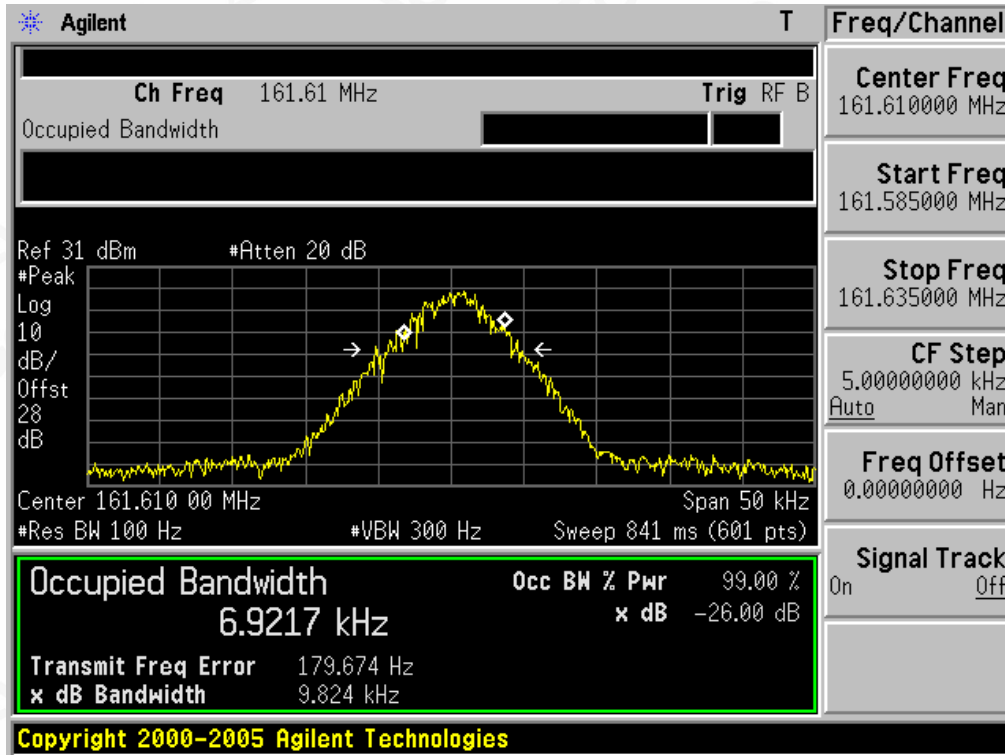 Agilent T
Ch Freq 161.61 MHz Trig RF B
Occupied Bandwidth
Ref 31 dBm #Atten 20 dB
#Peak
Log
10
dB/
Offst
28
dB
Center 161.610 00 MHz Span 50 kHz
#Res BW 100 Hz #VBW 300 Hz Sweep 841 ms (601 pts)
Occupied Bandwidth
6.9217 kHz
Occ BW % Pwr 99.00 %
x dB -26.00 dB
Transmit Freq Error 179.674 Hz
x dB Bandwidth 9.824 kHz
Copyright 2000-2005 Agilent Technologies
Freq/Channel
Center Freq
161.610000 MHz
Start Freq
161.585000 MHz
Stop Freq
161.635000 MHz
CF Step
5.00000000 kHz
Auto Man
Freq Offset
0.00000000 Hz
Signal Track
On Off